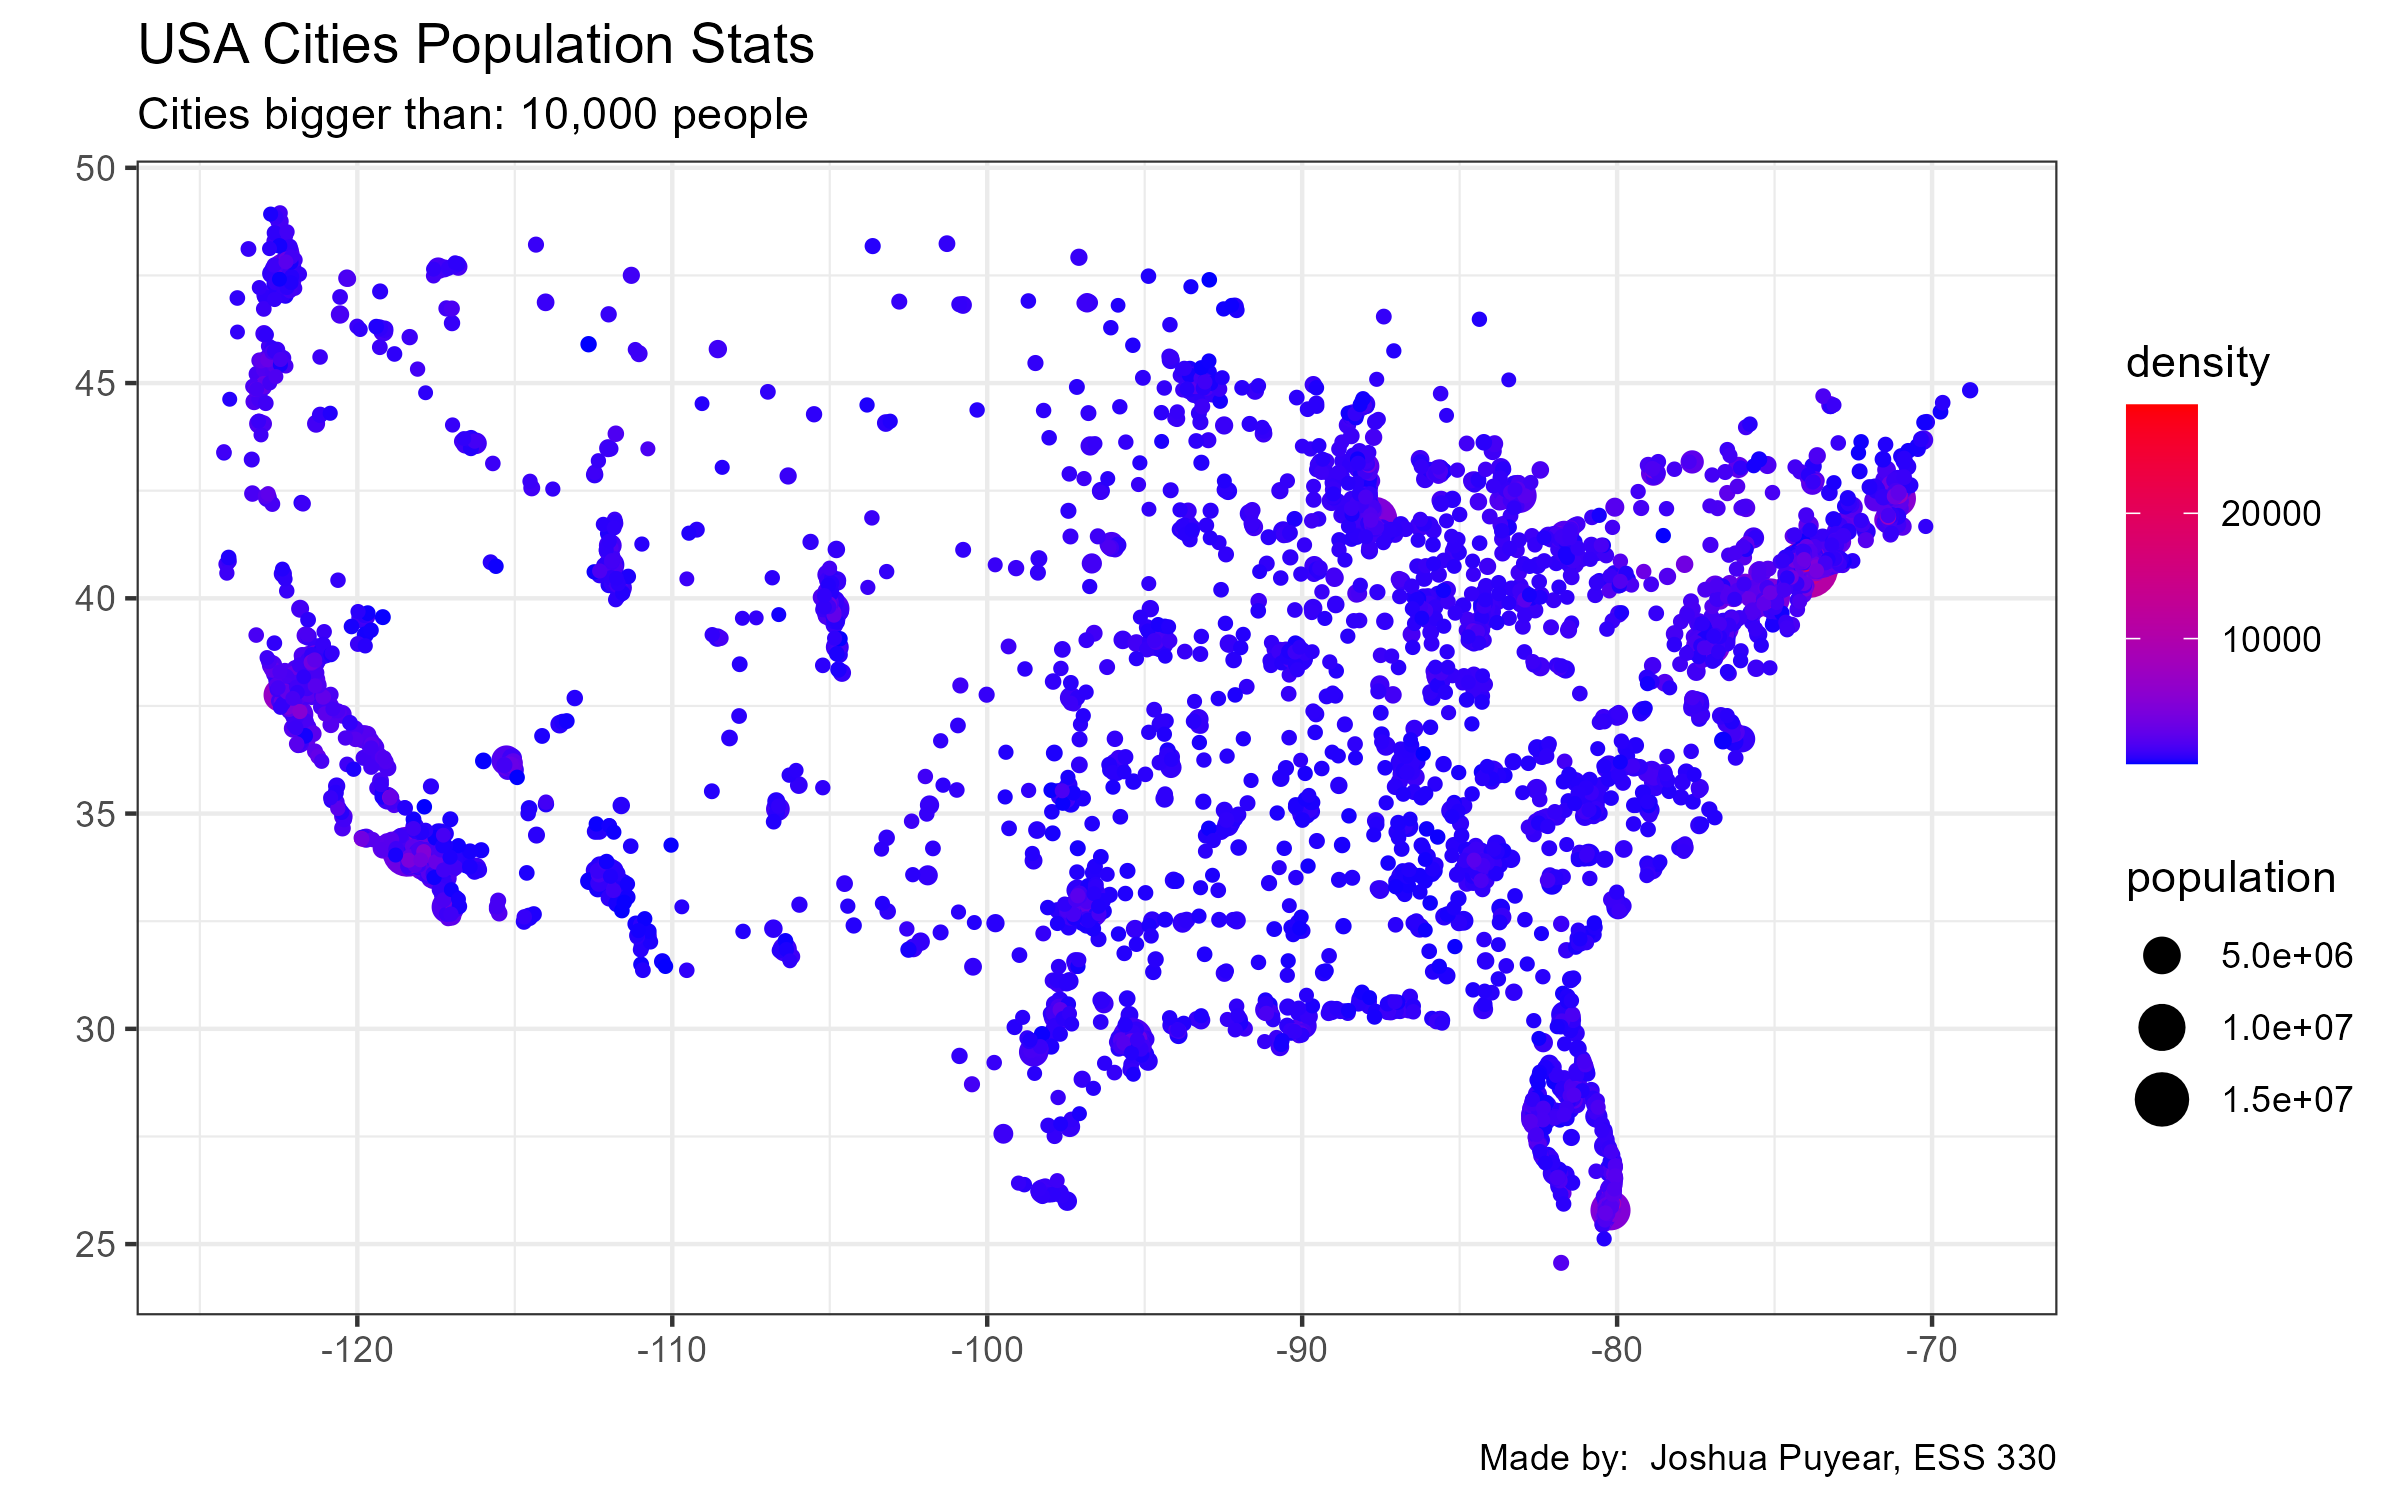 USA Cities Population Stats
Cities bigger than: 10,000 people
50
45
40
35
30
25
-120
-110
-100
-90
-80
-70
density
20000
10000
population
5.0e+06
1.0e+07
1.5e+07
Made by:  Joshua Puyear, ESS 330